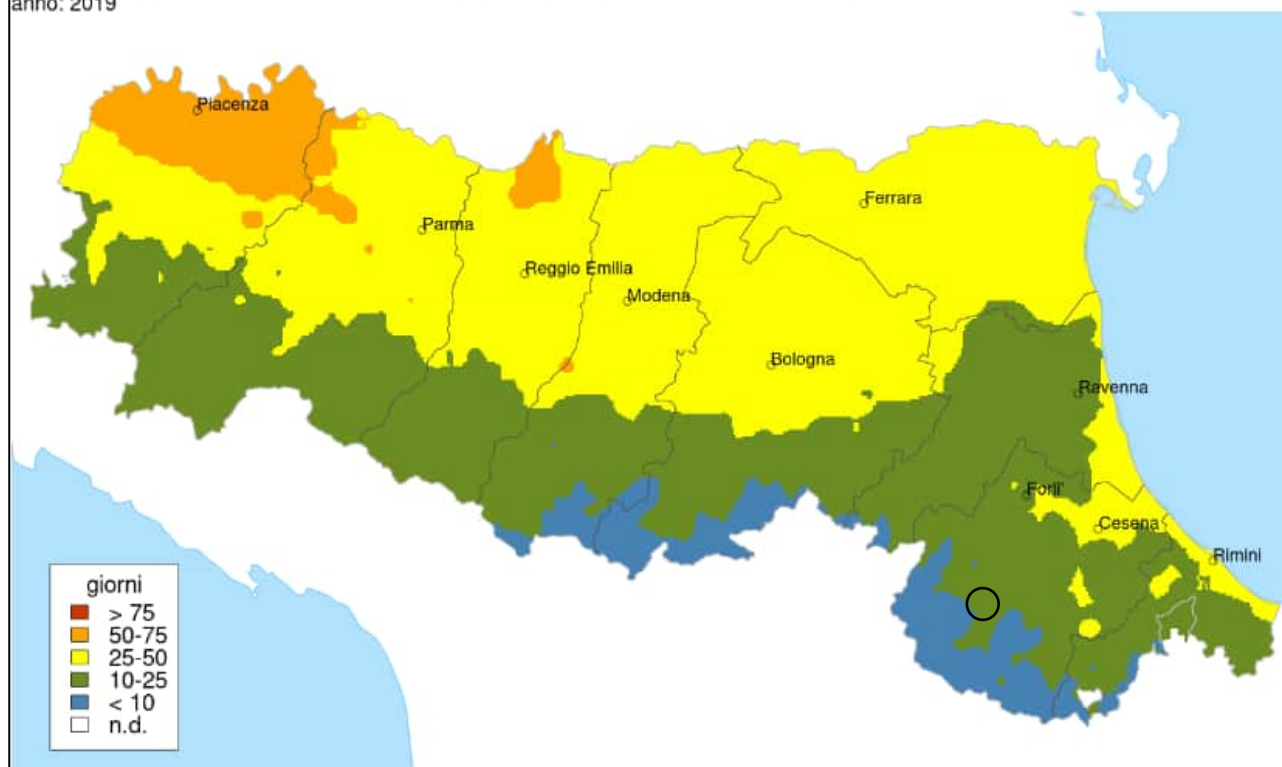 anno: 2019
Piacenza
Parma
Ferrara
Reggio Emilia
Modena
Bologna
Ravenna
Forli'
Cesena
Rimini
giorni
> 75
50-75
25-50
10-25
< 10
n.d.